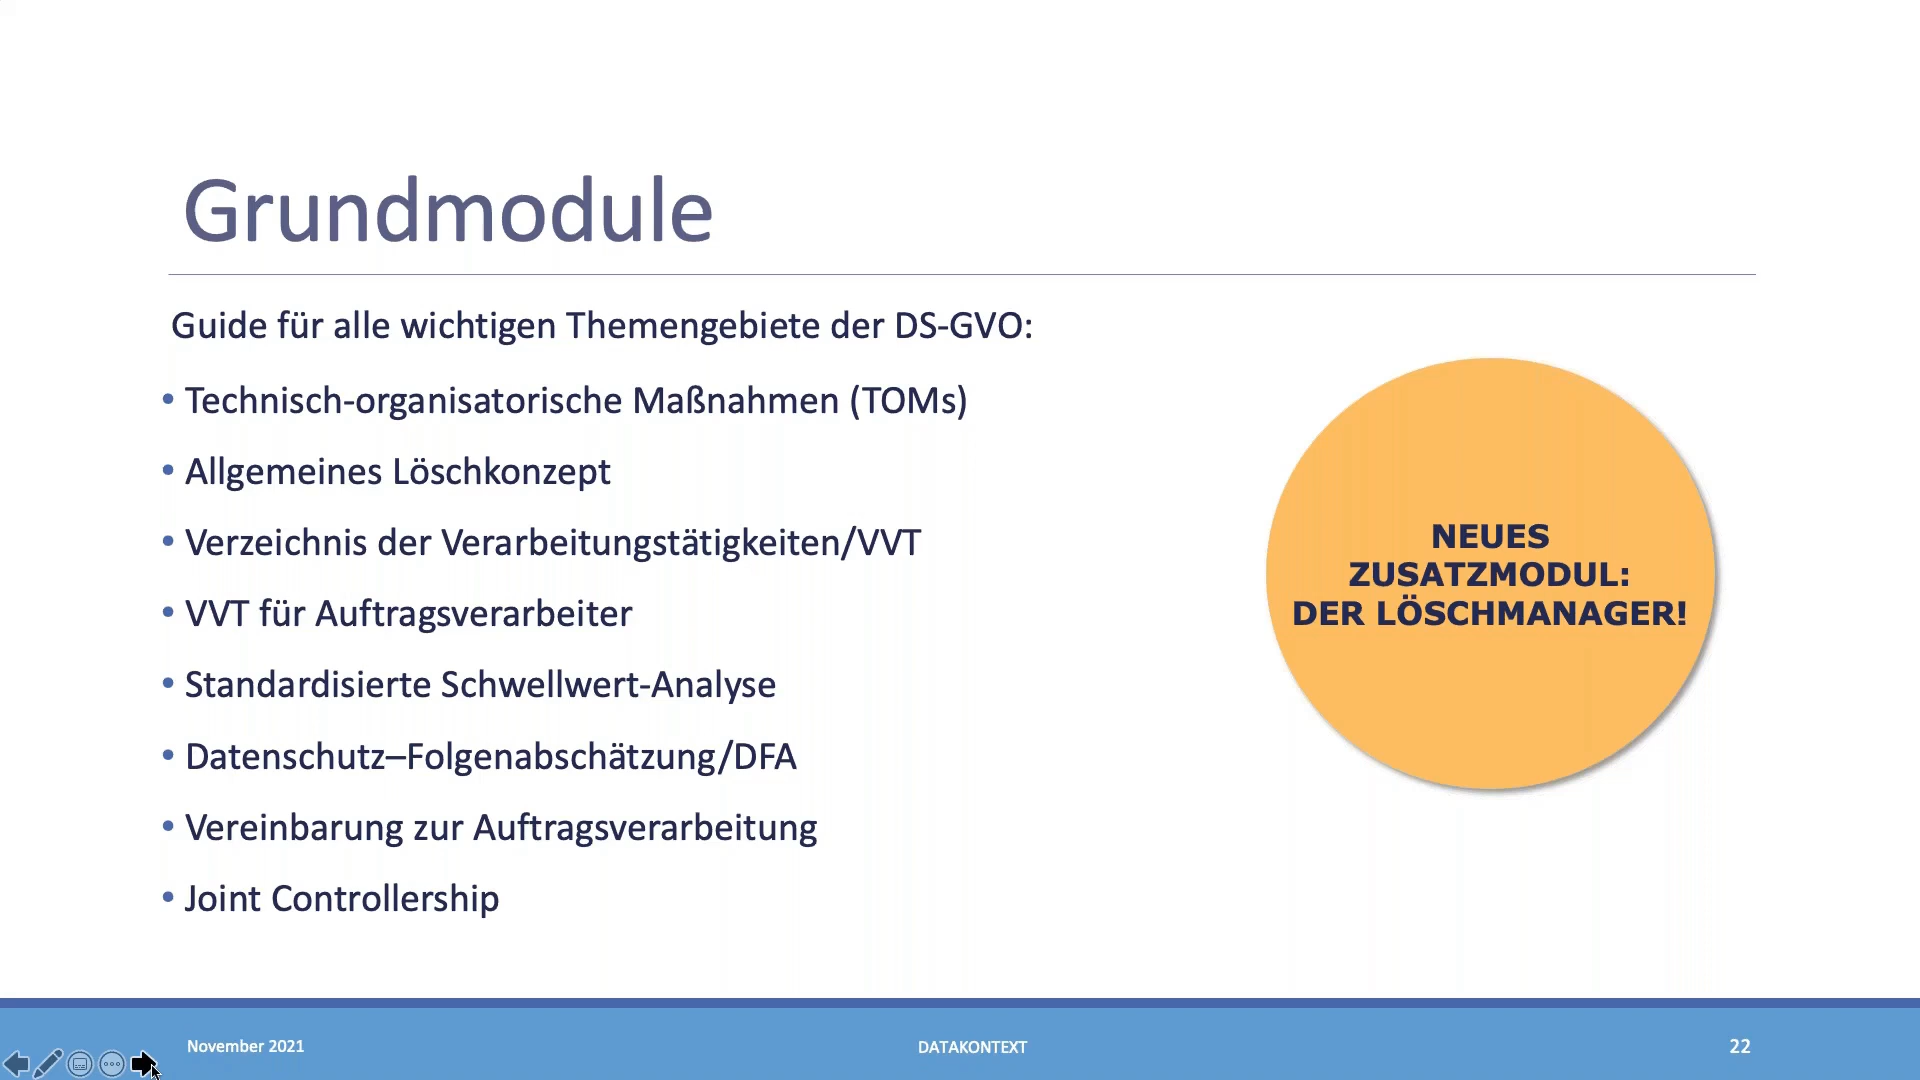 Grundmodule
Guide für alle wichtigen Themengebiete der DS-GVO:
• Technisch-organisatorische Maßnahmen (TOMs)
• Allgemeines Löschkonzept
• Verzeichnis der Verarbeitungstätigkeiten/VVT
• VVT für Auftragsverarbeiter
• Standardisierte Schwellwert-Analyse
• Datenschutz–Folgenabschätzung/DFA
• Vereinbarung zur Auftragsverarbeitung
• Joint Controllership
NEUES
ZUSATZMODUL:
DER LÖSCHMANAGER!
November 2021
DATAKONTEXT
22